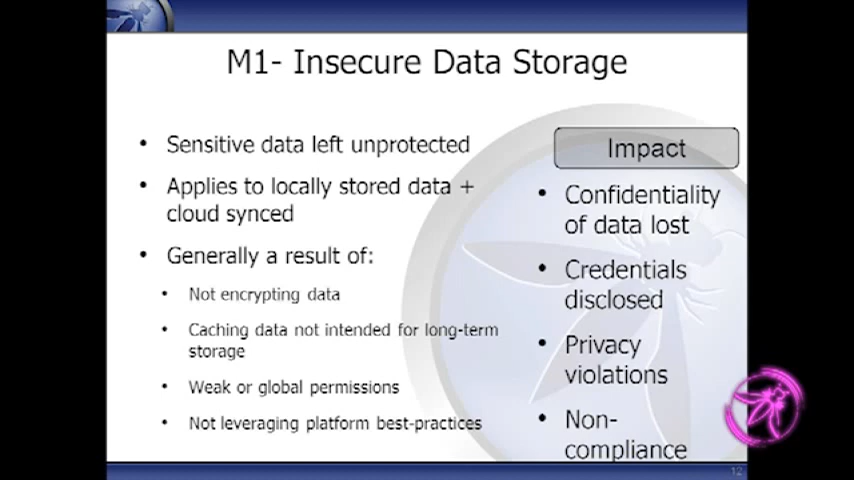 M1- Insecure Data Storage
• Sensitive data left unprotected
• Applies to locally stored data +
cloud synced
• Generally a result of:
• Not encrypting data
• Caching data not intended for long-term
storage
• Weak or global permissions
• Not leveraging platform best-practices
Impact
• Confidentiality
of data lost
• Credentials
disclosed
• Privacy
violations
• Non-
compliance
12